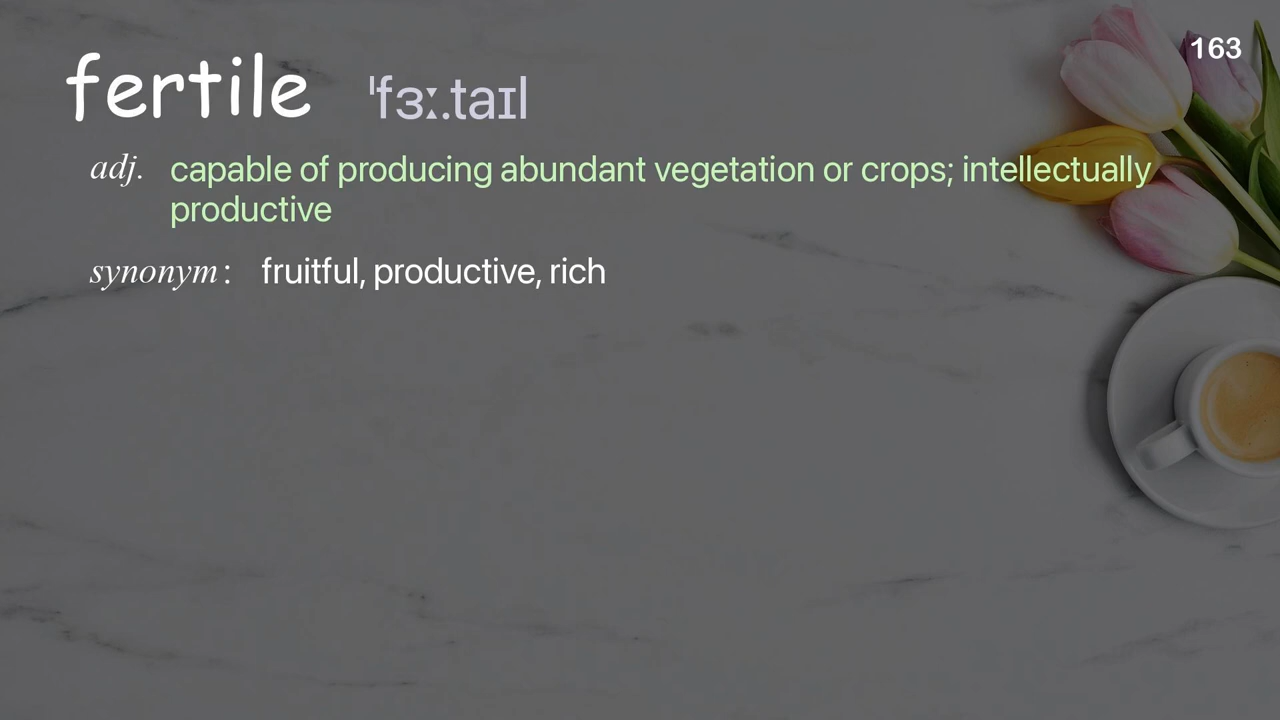 163
fertile ˈfɜː.taɪl
adj. capable of producing abundant vegetation or crops; intellectually
productive
synonym: fruitful, productive, rich